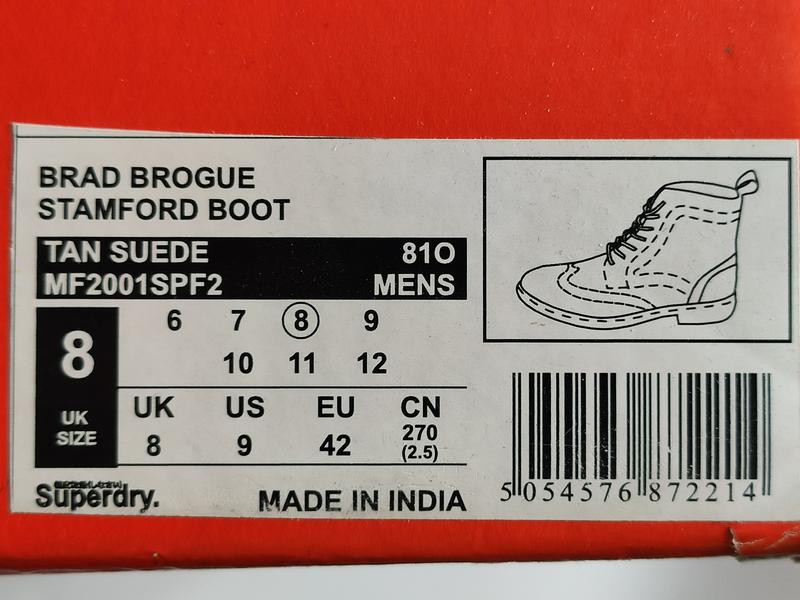 BRAD BROGUE
STAMFORD BOOT
TAN SUEDE 81O
MF2001SPF2 MENS
6 7 8 9
10 11 12
8
UK
SIZE
UK US EU CN
8 9 42 270
(2.5)
Superdry.
MADE IN INDIA
5 054576 872214